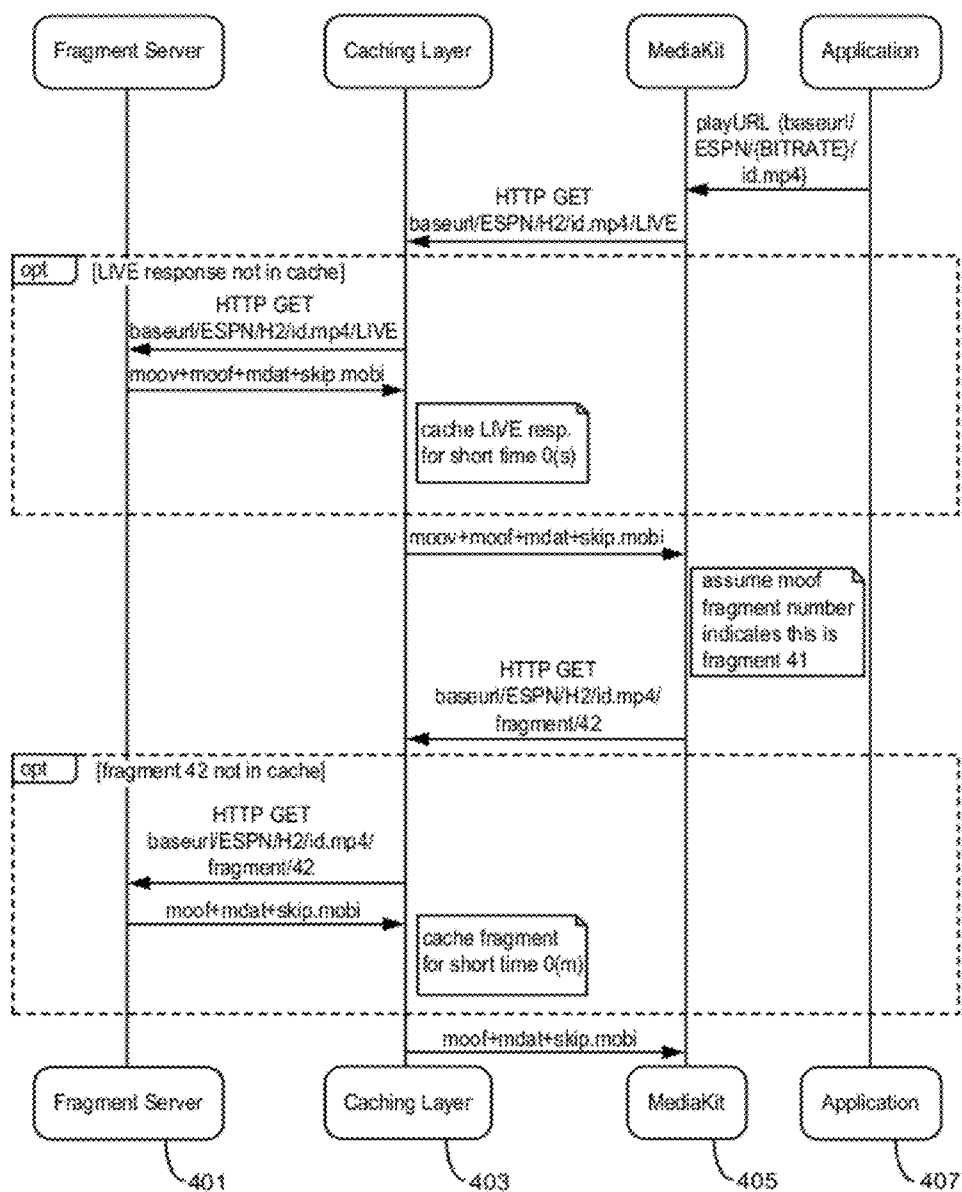 Fragment Server
Caching Layer
MediaKit
Application
playURL (baseurl/
ESPN/{BITRATE}/
id.mp4)
HTTP GET
baseurl/ESPN/H2/id.mp4/LIVE
opt
[LIVE response not in cache]
HTTP GET
baseurl/ESPN/H2/id.mp4/LIVE
moov+moof+mdat+skip.mobi
cache LIVE resp.
for short time 0(s)
moov+moof+mdat+skip.mobi
assume moof
fragment number
indicates this is
fragment 41
HTTP GET
baseurl/ESPN/H2/id.mp4/
fragment/42
opt
[fragment 42 not in cache]
HTTP GET
baseurl/ESPN/H2/id.mp4/
fragment/42
moof+mdat+skip.mobi
cache fragment
for short time 0(m)
moof+mdat+skip.mobi
Fragment Server
Caching Layer
MediaKit
Application
401
403
405
407